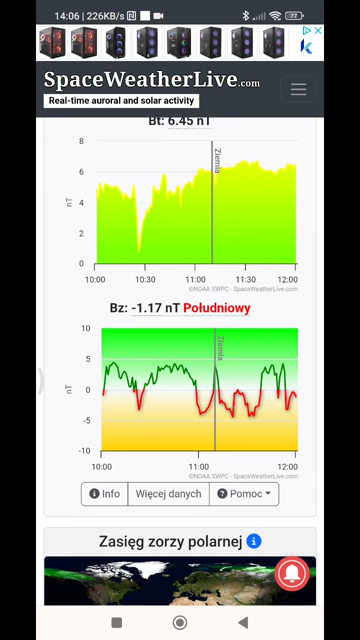 14:06 | 226KB/s
77
SpaceWeatherLive.com
Real-time auroral and solar activity
Bt: 6.45 nT
8
6
4
2
0
nT
Ziemia
10:00 10:30 11:00 11:30 12:00
©NOAA SWPC - SpaceWeatherLive.com
Bz: -1.17 nT Południowy
10
5
0
-5
-10
nT
Ziemia
10:00 11:00 12:00
©NOAA SWPC - SpaceWeatherLive.com
Info Więcej danych Pomoc
Zasięg zorzy polarnej